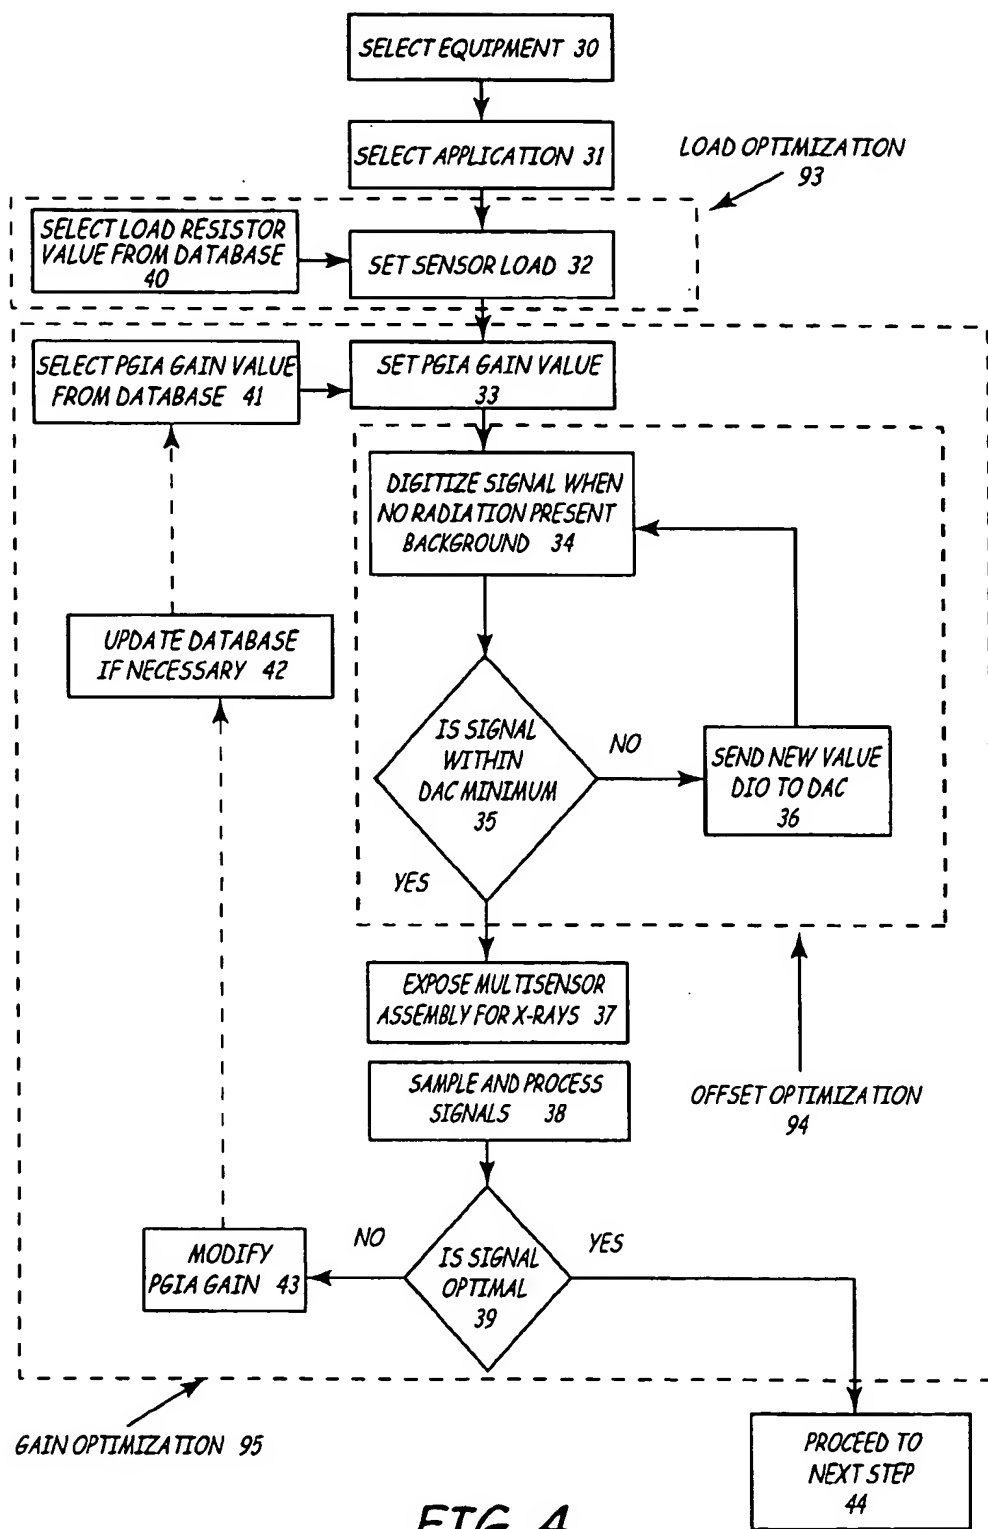 SELECT EQUIPMENT 30
SELECT APPLICATION 31
LOAD OPTIMIZATION
93
SELECT LOAD RESISTOR
VALUE FROM DATABASE
40
SET SENSOR LOAD 32
SELECT PGIA GAIN VALUE
FROM DATABASE 41
SET PGIA GAIN VALUE
33
DIGITIZE SIGNAL WHEN
NO RADIATION PRESENT
BACKGROUND 34
UPDATE DATABASE
IF NECESSARY 42
IS SIGNAL
WITHIN
DAC MINIMUM
35
NO
SEND NEW VALUE
DIO TO DAC
36
YES
EXPOSE MULTISENSOR
ASSEMBLY FOR X-RAYS 37
SAMPLE AND PROCESS
SIGNALS 38
OFFSET OPTIMIZATION
94
MODIFY
PGIA GAIN 43
NO
IS SIGNAL
OPTIMAL
39
YES
GAIN OPTIMIZATION 95
PROCEED TO
NEXT STEP
44
FIG. 4